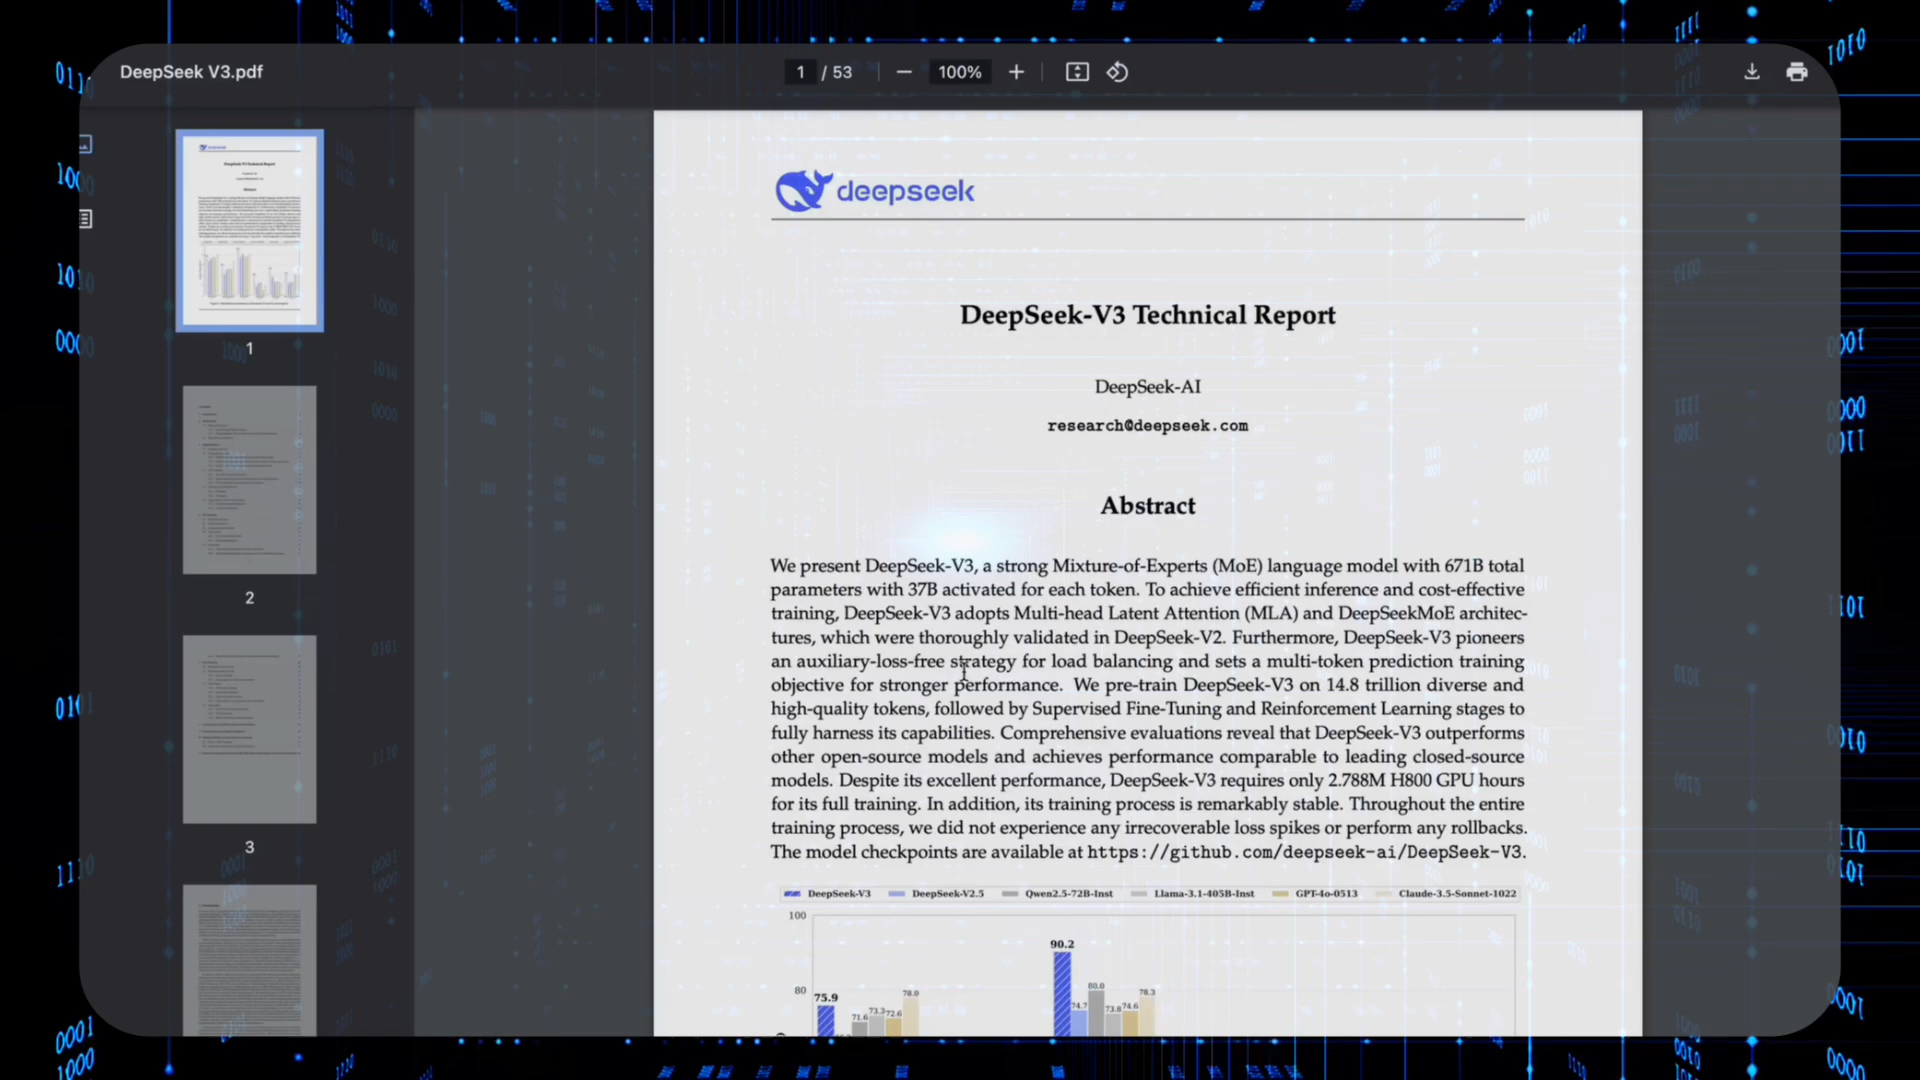 DeepSeek V3.pdf
1 / 53
100%
1
2
3
deepseek
DeepSeek-V3 Technical Report
DeepSeek-AI
research@deepseek.com
Abstract
We present DeepSeek-V3, a strong Mixture-of-Experts (MoE) language model with 671B total
parameters with 37B activated for each token. To achieve efficient inference and cost-effective
training, DeepSeek-V3 adopts Multi-head Latent Attention (MLA) and DeepSeekMoE architec-
tures, which were thoroughly validated in DeepSeek-V2. Furthermore, DeepSeek-V3 pioneers
an auxiliary-loss-free strategy for load balancing and sets a multi-token prediction training
objective for stronger performance. We pre-train DeepSeek-V3 on 14.8 trillion diverse and
high-quality tokens, followed by Supervised Fine-Tuning and Reinforcement Learning stages to
fully harness its capabilities. Comprehensive evaluations reveal that DeepSeek-V3 outperforms
other open-source models and achieves performance comparable to leading closed-source
models. Despite its excellent performance, DeepSeek-V3 requires only 2.788M H800 GPU hours
for its full training. In addition, its training process is remarkably stable. Throughout the entire
training process, we did not experience any irrecoverable loss spikes or perform any rollbacks.
The model checkpoints are available at https://github.com/deepseek-ai/DeepSeek-V3.
DeepSeek-V3 DeepSeek-V2.5 Qwen2.5-72B-Inst Llama-3.1-405B-Inst GPT-4o-0513 Claude-3.5-Sonnet-1022
100
90.2
80
75.9
71.6 73.3 72.6 78.0
74.7 80.0 73.8 74.6 78.3